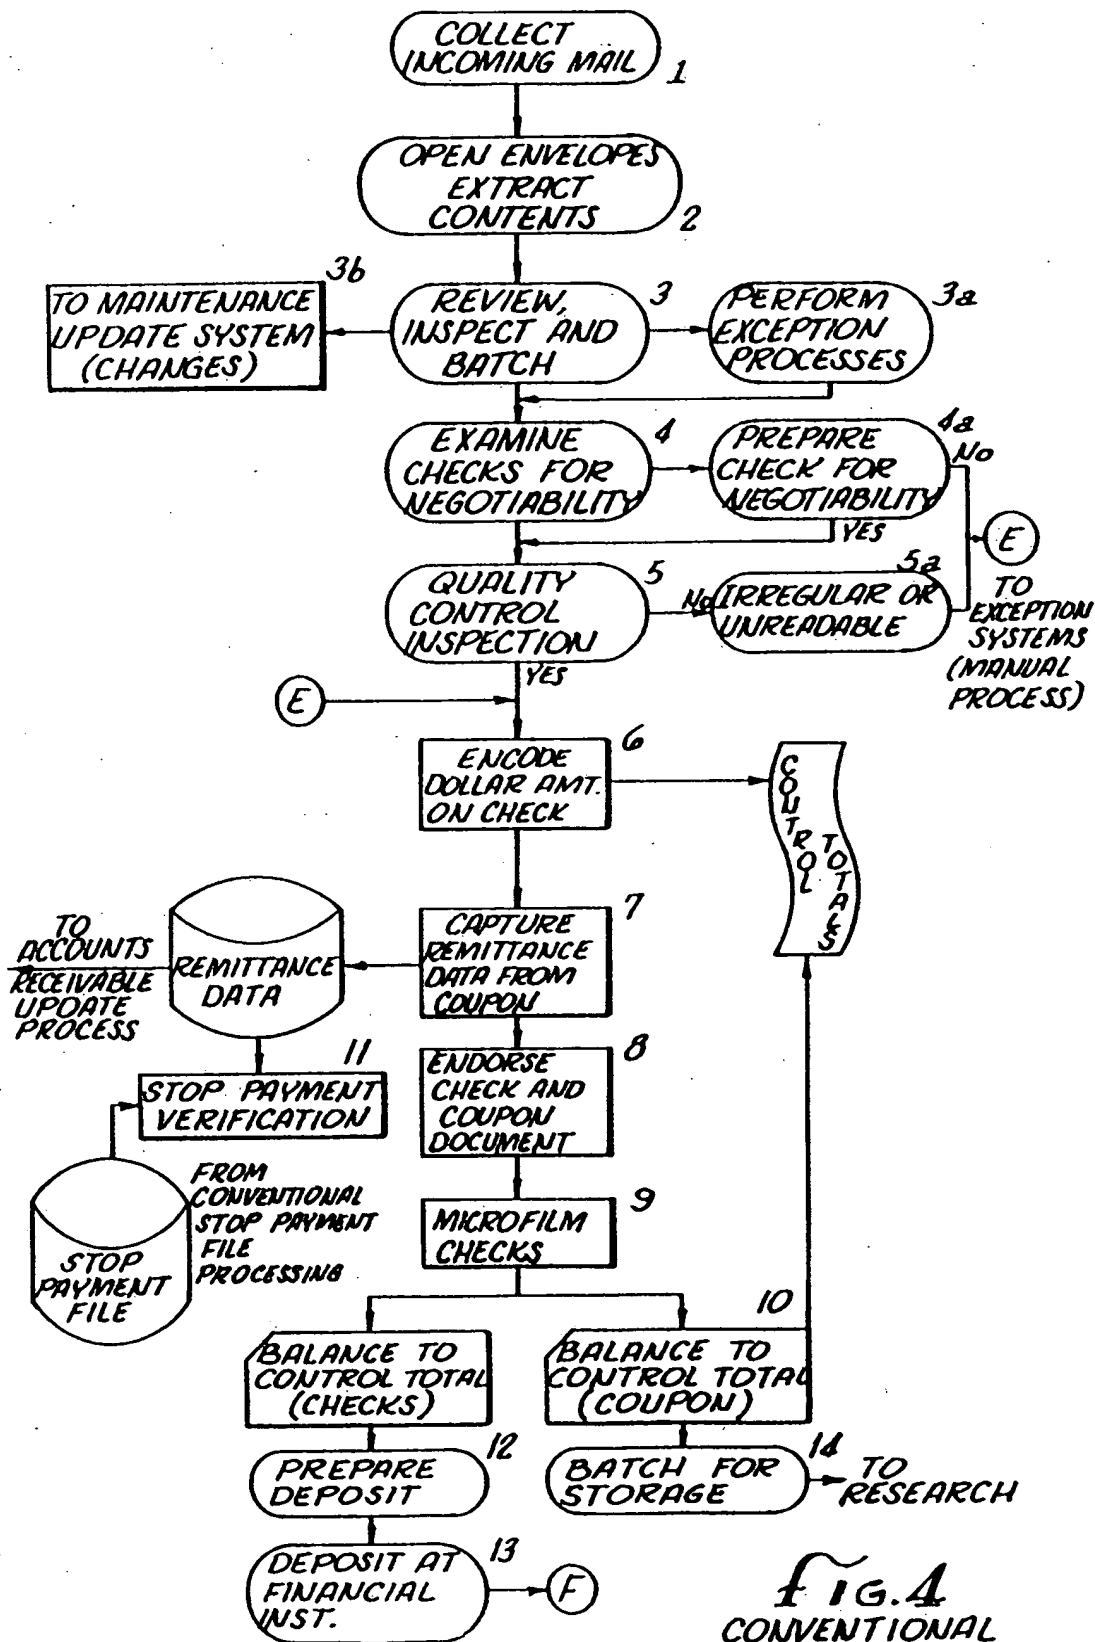 COLLECT
INCOMING MAIL
1
OPEN ENVELOPES
EXTRACT
CONTENTS
2
3b
TO MAINTENANCE
UPDATE SYSTEM
(CHANGES)
REVIEW,
INSPECT AND
BATCH
3
PERFORM
EXCEPTION
PROCESSES
3a
EXAMINE
CHECKS FOR
NEGOTIABILITY
4
PREPARE
CHECK FOR
NEGOTIABILITY
4a
NO
YES
E
TO
EXCEPTION
SYSTEMS
(MANUAL
PROCESS)
QUALITY
CONTROL
INSPECTION
5
NO
IRREGULAR OR
UNREADABLE
5a
YES
E
ENCODE
DOLLAR AMT.
ON CHECK
6
CONTROL
TOTALS
CAPTURE
REMITTANCE
DATA FROM
COUPON
7
REMITTANCE
DATA
TO
ACCOUNTS
RECEIVABLE
UPDATE
PROCESS
ENDORSE
CHECK AND
COUPON
DOCUMENT
8
11
STOP PAYMENT
VERIFICATION
STOP
PAYMENT
FILE
FROM
CONVENTIONAL
STOP PAYMENT
FILE
PROCESSING
MICROFILM
CHECKS
9
BALANCE TO
CONTROL TOTAL
(CHECKS)
10
BALANCE TO
CONTROL TOTAL
(COUPON)
PREPARE
DEPOSIT
12
BATCH FOR
STORAGE
14
TO
RESEARCH
DEPOSIT AT
FINANCIAL
INST.
13
F
FIG. 4
CONVENTIONAL